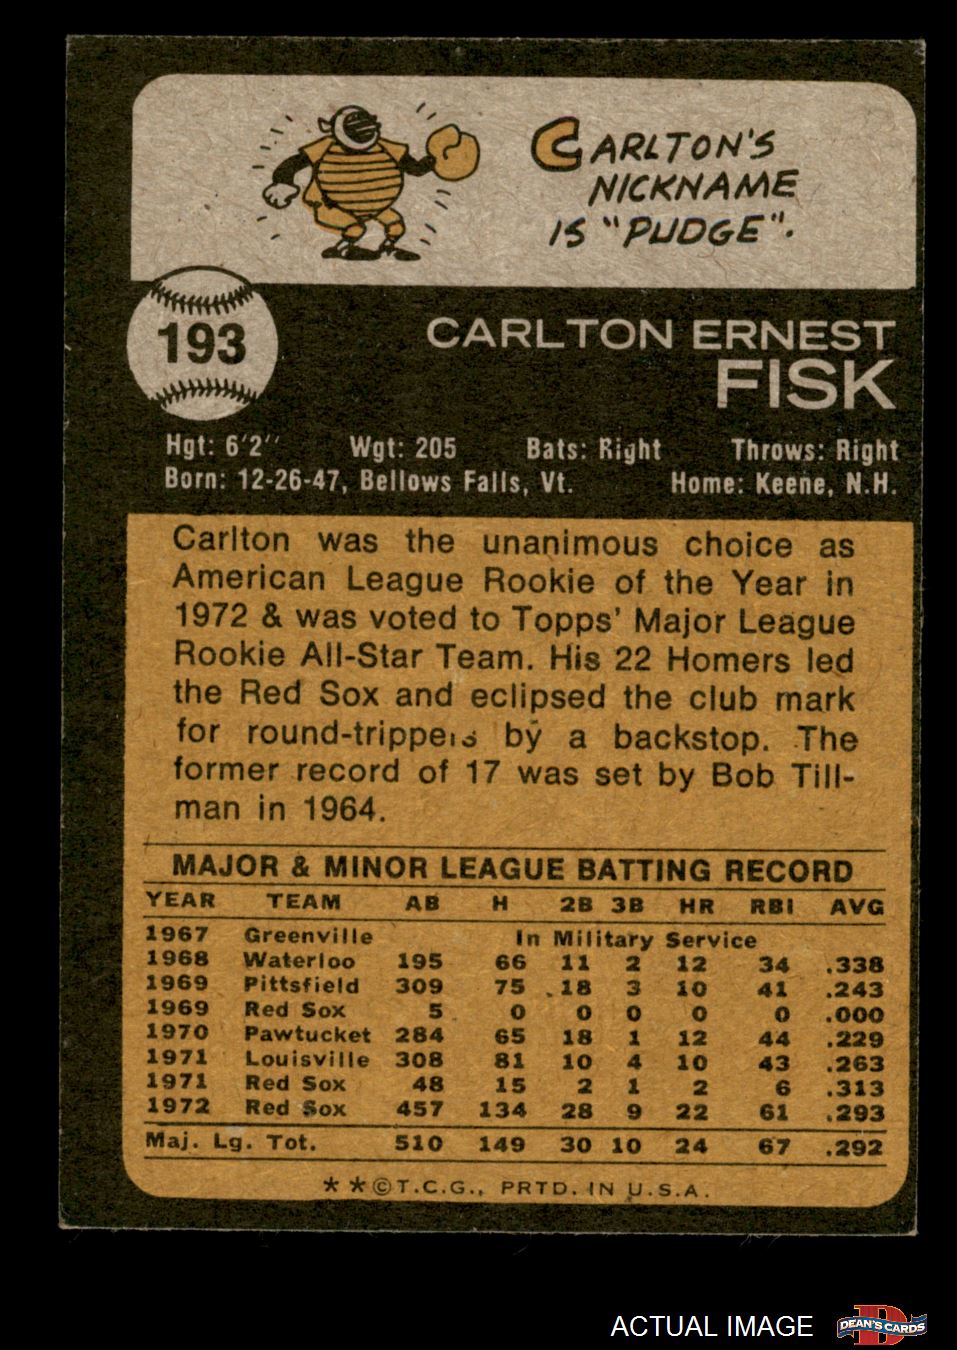 CARLTON'S
NICKNAME
IS "PUDGE".
193
CARLTON ERNEST
FISK
Hgt: 6'2" Wgt: 205 Bats: Right Throws: Right
Born: 12-26-47, Bellows Falls, Vt. Home: Keene, N.H.
Carlton was the unanimous choice as
American League Rookie of the Year in
1972 & was voted to Topps' Major League
Rookie All-Star Team. His 22 Homers led
the Red Sox and eclipsed the club mark
for round-trippers by a backstop. The
former record of 17 was set by Bob Till-
man in 1964.
MAJOR & MINOR LEAGUE BATTING RECORD
YEAR TEAM AB H 2B 3B HR RBI AVG
1967 Greenville In Military Service
1968 Waterloo 195 66 11 2 12 34 .338
1969 Pittsfield 309 75 18 3 10 41 .243
1969 Red Sox 5 0 0 0 0 0 .000
1970 Pawtucket 284 65 18 1 12 44 .229
1971 Louisville 308 81 10 4 10 43 .263
1971 Red Sox 48 15 2 1 2 6 .313
1972 Red Sox 457 134 28 9 22 61 .293
Maj. Lg. Tot. 510 149 30 10 24 67 .292
**©T.C.G., PRTD. IN U.S.A.
ACTUAL IMAGE
DEAN'S CARDS